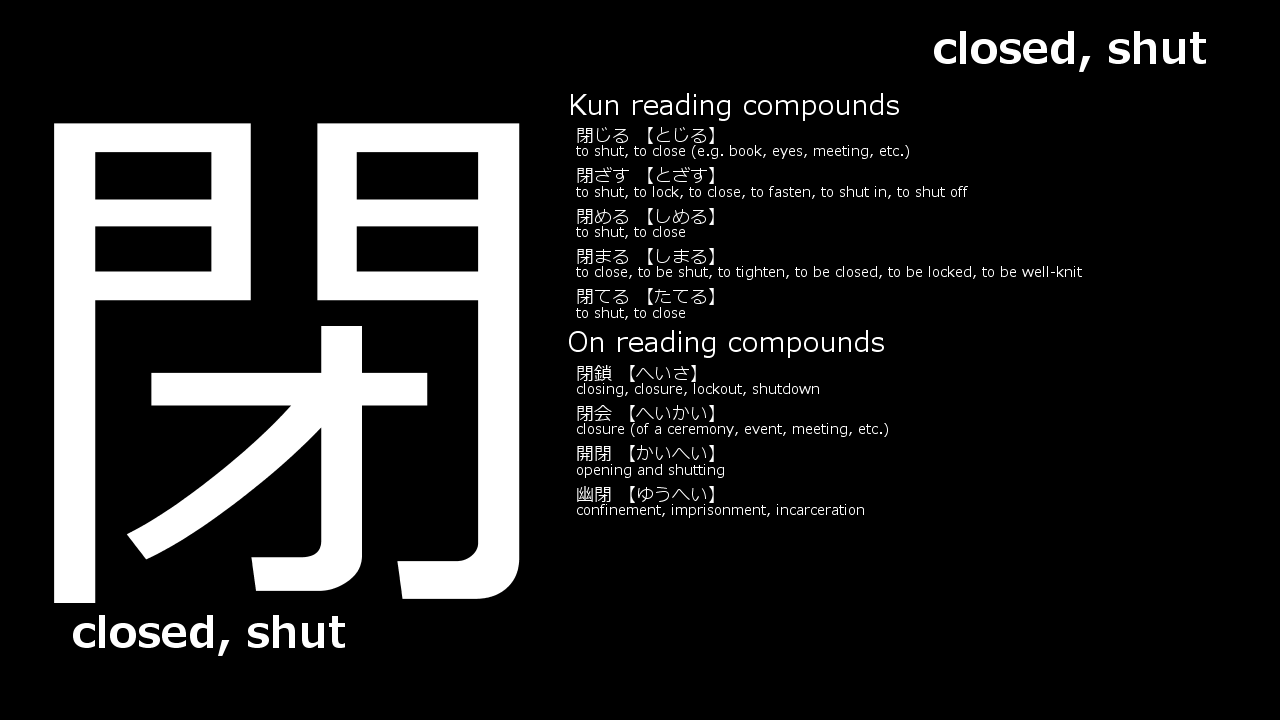 closed, shut
閉
closed, shut
Kun reading compounds
閉じる 【とじる】
to shut, to close (e.g. book, eyes, meeting, etc.)
閉ざす 【とざす】
to shut, to lock, to close, to fasten, to shut in, to shut off
閉める 【しめる】
to shut, to close
閉まる 【しまる】
to close, to be shut, to tighten, to be closed, to be locked, to be well-knit
閉てる 【たてる】
to shut, to close
On reading compounds
閉鎖 【へいさ】
closing, closure, lockout, shutdown
閉会 【へいかい】
closure (of a ceremony, event, meeting, etc.)
開閉 【かいへい】
opening and shutting
幽閉 【ゆうへい】
confinement, imprisonment, incarceration